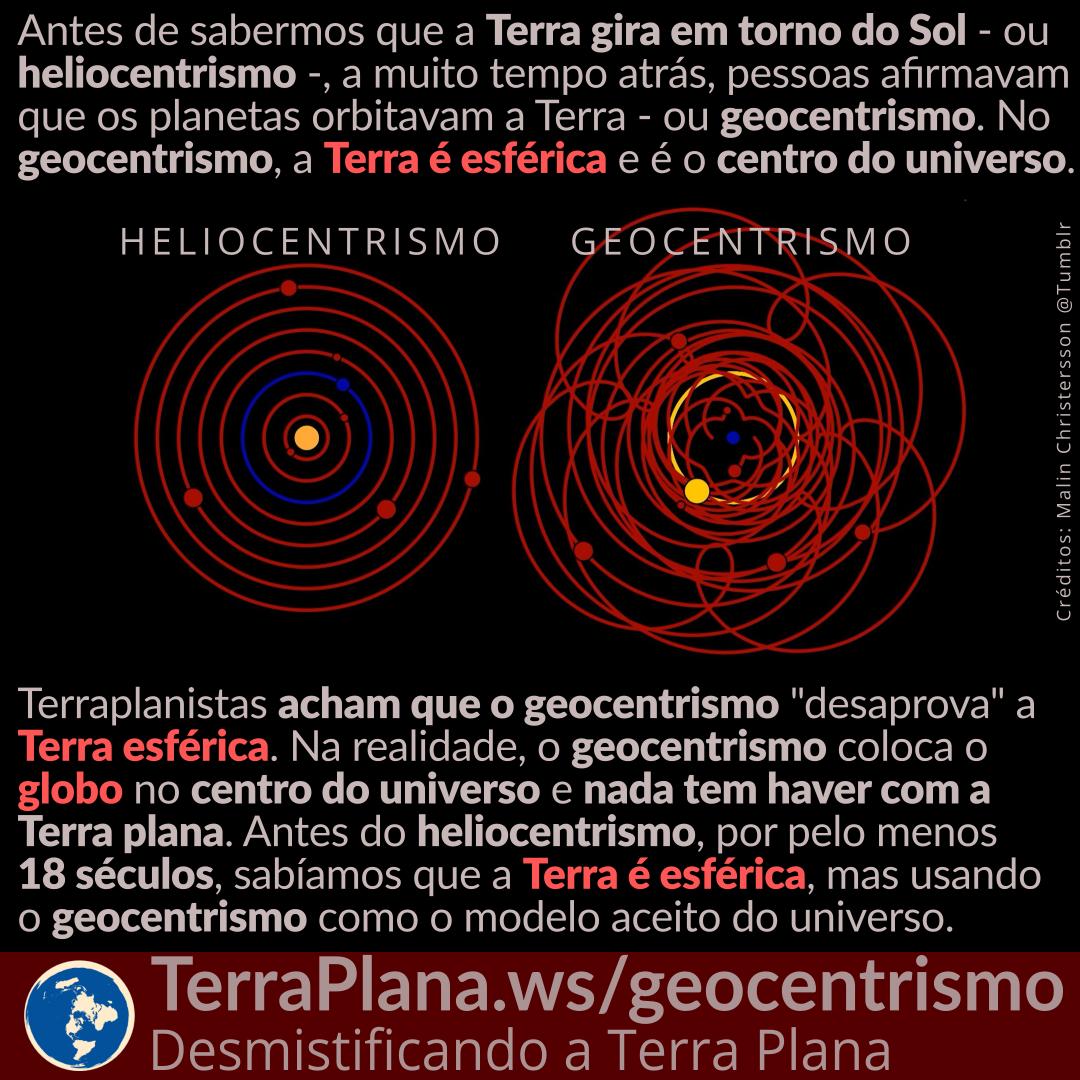 Antes de sabermos que a Terra gira em torno do Sol - ou
heliocentrismo -, a muito tempo atrás, pessoas afirmavam
que os planetas orbitavam a Terra - ou geocentrismo. No
geocentrismo, a Terra é esférica e é o centro do universo.
HELIOCENTRISMO
GEOCENTRISMO
Créditos: Malin Christersson @Tumblr
Terraplanistas acham que o geocentrismo "desaprova" a
Terra esférica. Na realidade, o geocentrismo coloca o
globo no centro do universo e nada tem haver com a
Terra plana. Antes do heliocentrismo, por pelo menos
18 séculos, sabíamos que a Terra é esférica, mas usando
o geocentrismo como o modelo aceito do universo.
TerraPlana.ws/geocentrismo
Desmistificando a Terra Plana